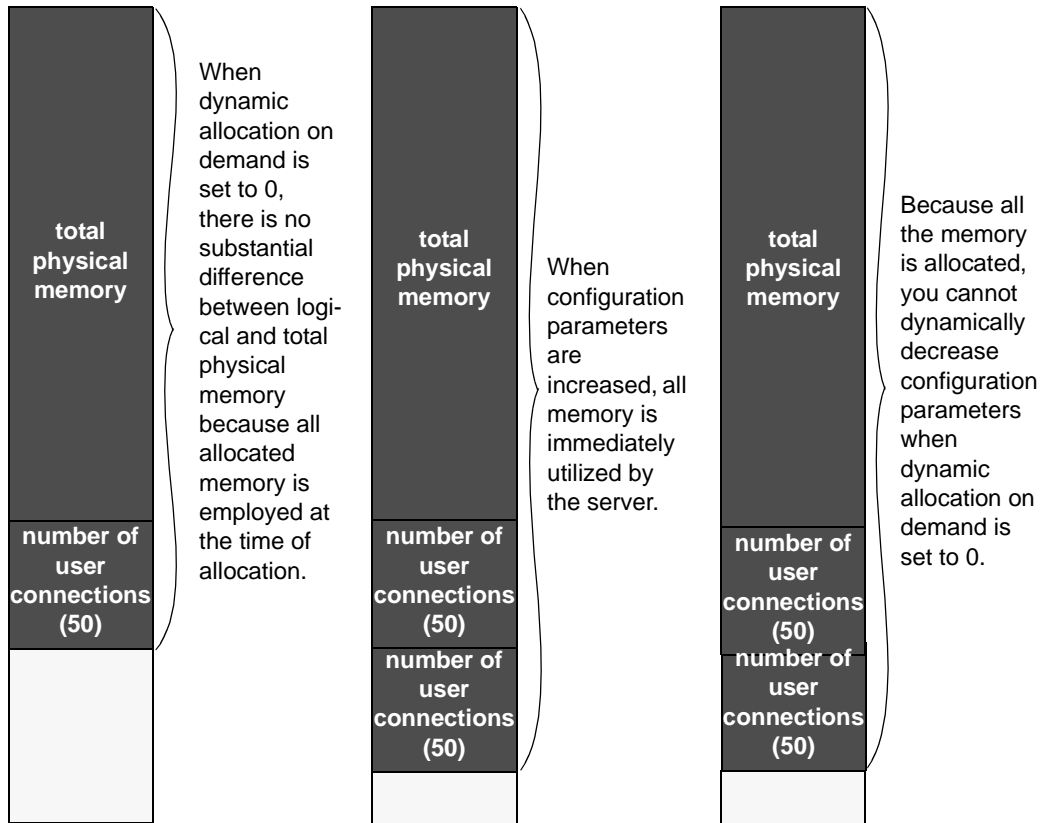 total
physical
memory
number of
user
connections
(50)
When
dynamic
allocation on
demand is
set to 0,
there is no
substantial
difference
between logi-
cal and total
physical
memory
because all
allocated
memory is
employed at
the time of
allocation.
total
physical
memory
number of
user
connections
(50)
number of
user
connections
(50)
When
configuration
parameters
are
increased, all
memory is
immediately
utilized by
the server.
total
physical
memory
number of
user
connections
(50)
number of
user
connections
(50)
Because all
the memory
is allocated,
you cannot
dynamically
decrease
configuration
parameters
when
dynamic
allocation on
demand is
set to 0.